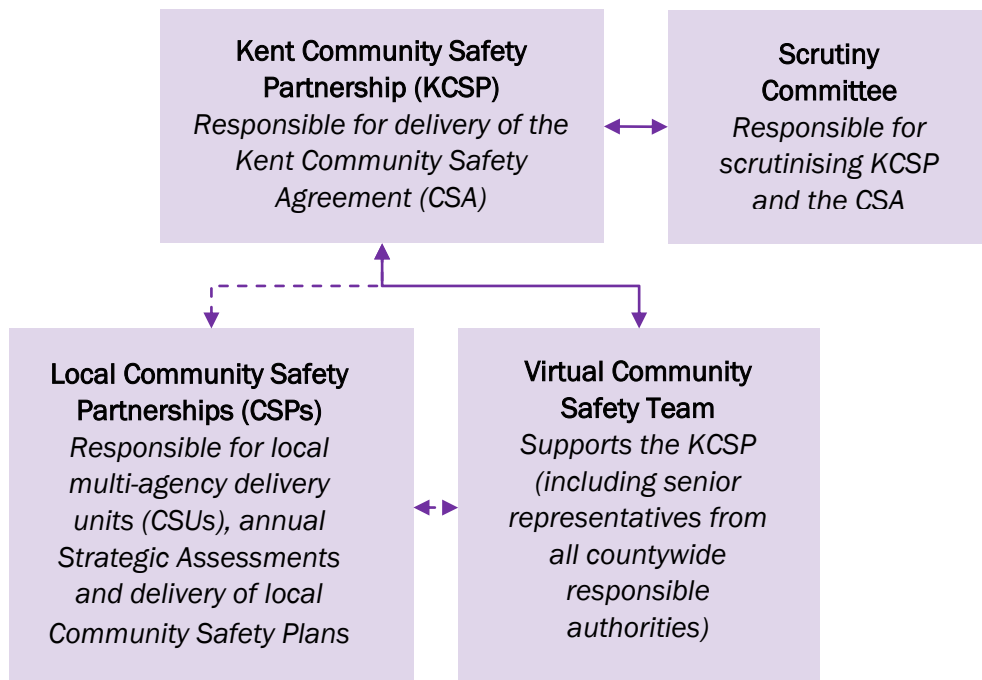 Kent Community Safety
Partnership (KCSP)
Responsible for delivery of the
Kent Community Safety
Agreement (CSA)
Scrutiny
Committee
Responsible for
scrutinising KCSP
and the CSA
Local Community Safety
Partnerships (CSPs)
Responsible for local
multi-agency delivery
units (CSUs), annual
Strategic Assessments
and delivery of local
Community Safety Plans
Virtual Community
Safety Team
Supports the KCSP
(including senior
representatives from
all countywide
responsible
authorities)